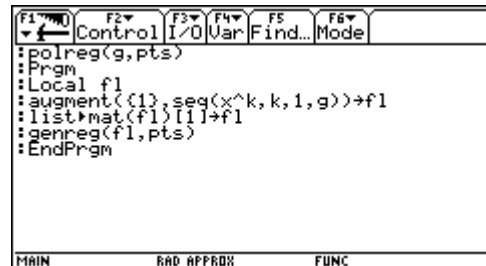 F1 F2▼ F3▼ F4▼ F5 F6▼
Control I/O Var Find… Mode
:polreg(g,pts)
:Prgm
:Local fl
:augment({1},seq(x^k,k,1,g))→fl
:list▸mat(fl)[1]→fl
:genreg(fl,pts)
:EndPrgm
MAIN RAD APPROX FUNC